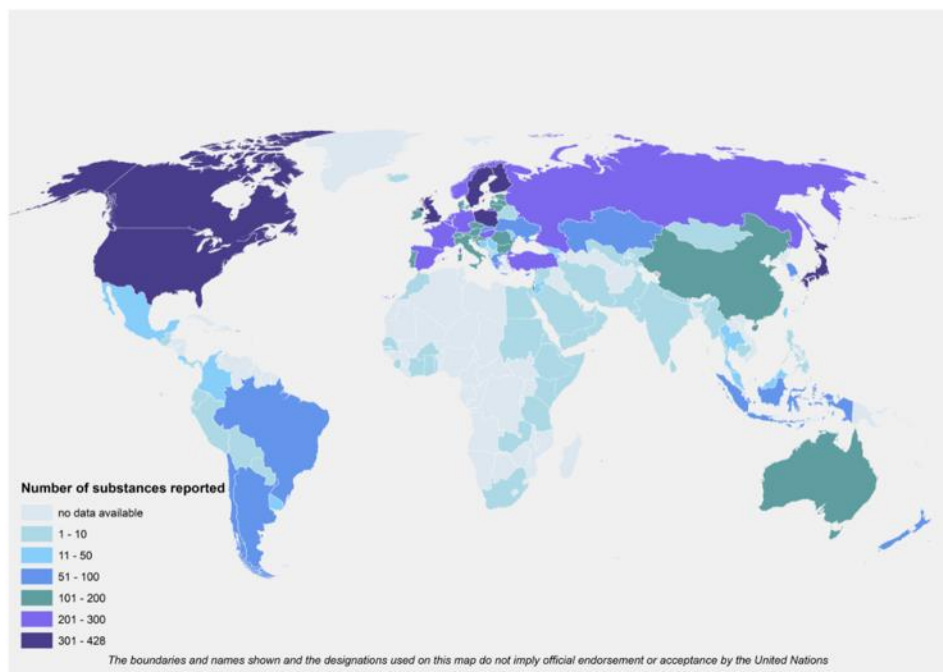 Number of substances reported
no data available
1 - 10
11 - 50
51 - 100
101 - 200
201 - 300
301 - 428
The boundaries and names shown and the designations used on this map do not imply official endorsement or acceptance by the United Nations